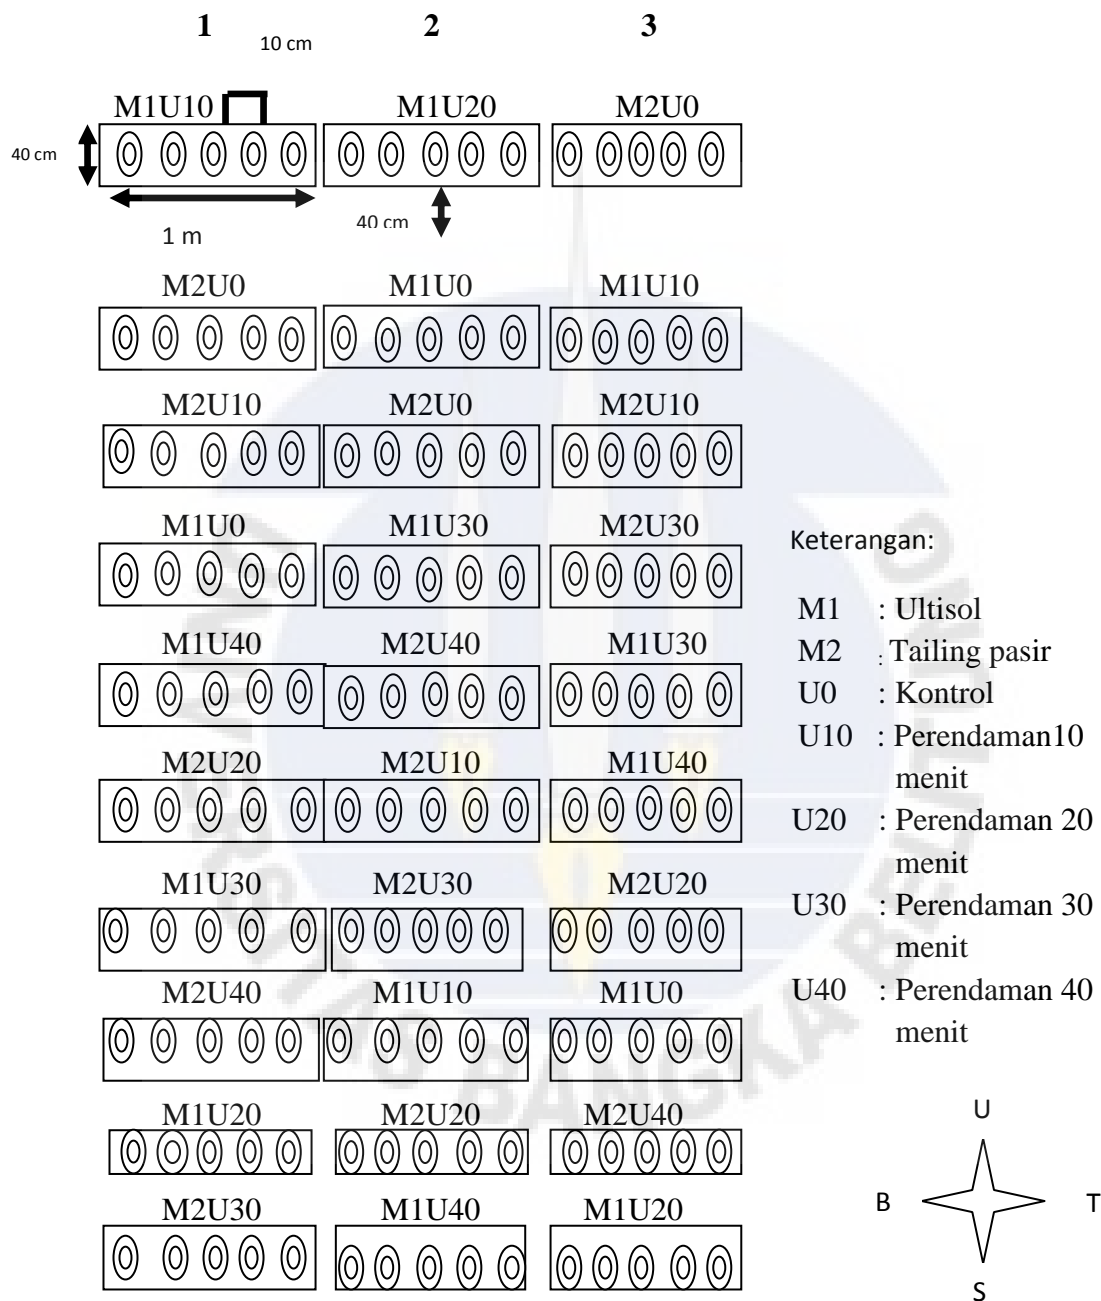 1 2 3
10 cm
M1U10 M1U20 M2U0
40 cm
1 m
40 cm
M2U0 M1U0 M1U10
M2U10 M2U0 M2U10
M1U0 M1U30 M2U30
M1U40 M2U40 M1U30
M2U20 M2U10 M1U40
M1U30 M2U30 M2U20
M2U40 M1U10 M1U0
M1U20 M2U20 M2U40
M2U30 M1U40 M1U20
Keterangan:
M1 : Ultisol
M2 : Tailing pasir
U0 : Kontrol
U10 : Perendaman10
menit
U20 : Perendaman 20
menit
U30 : Perendaman 30
menit
U40 : Perendaman 40
menit
U
B T
S
UNIVERSITAS BANGKA BELITUNG